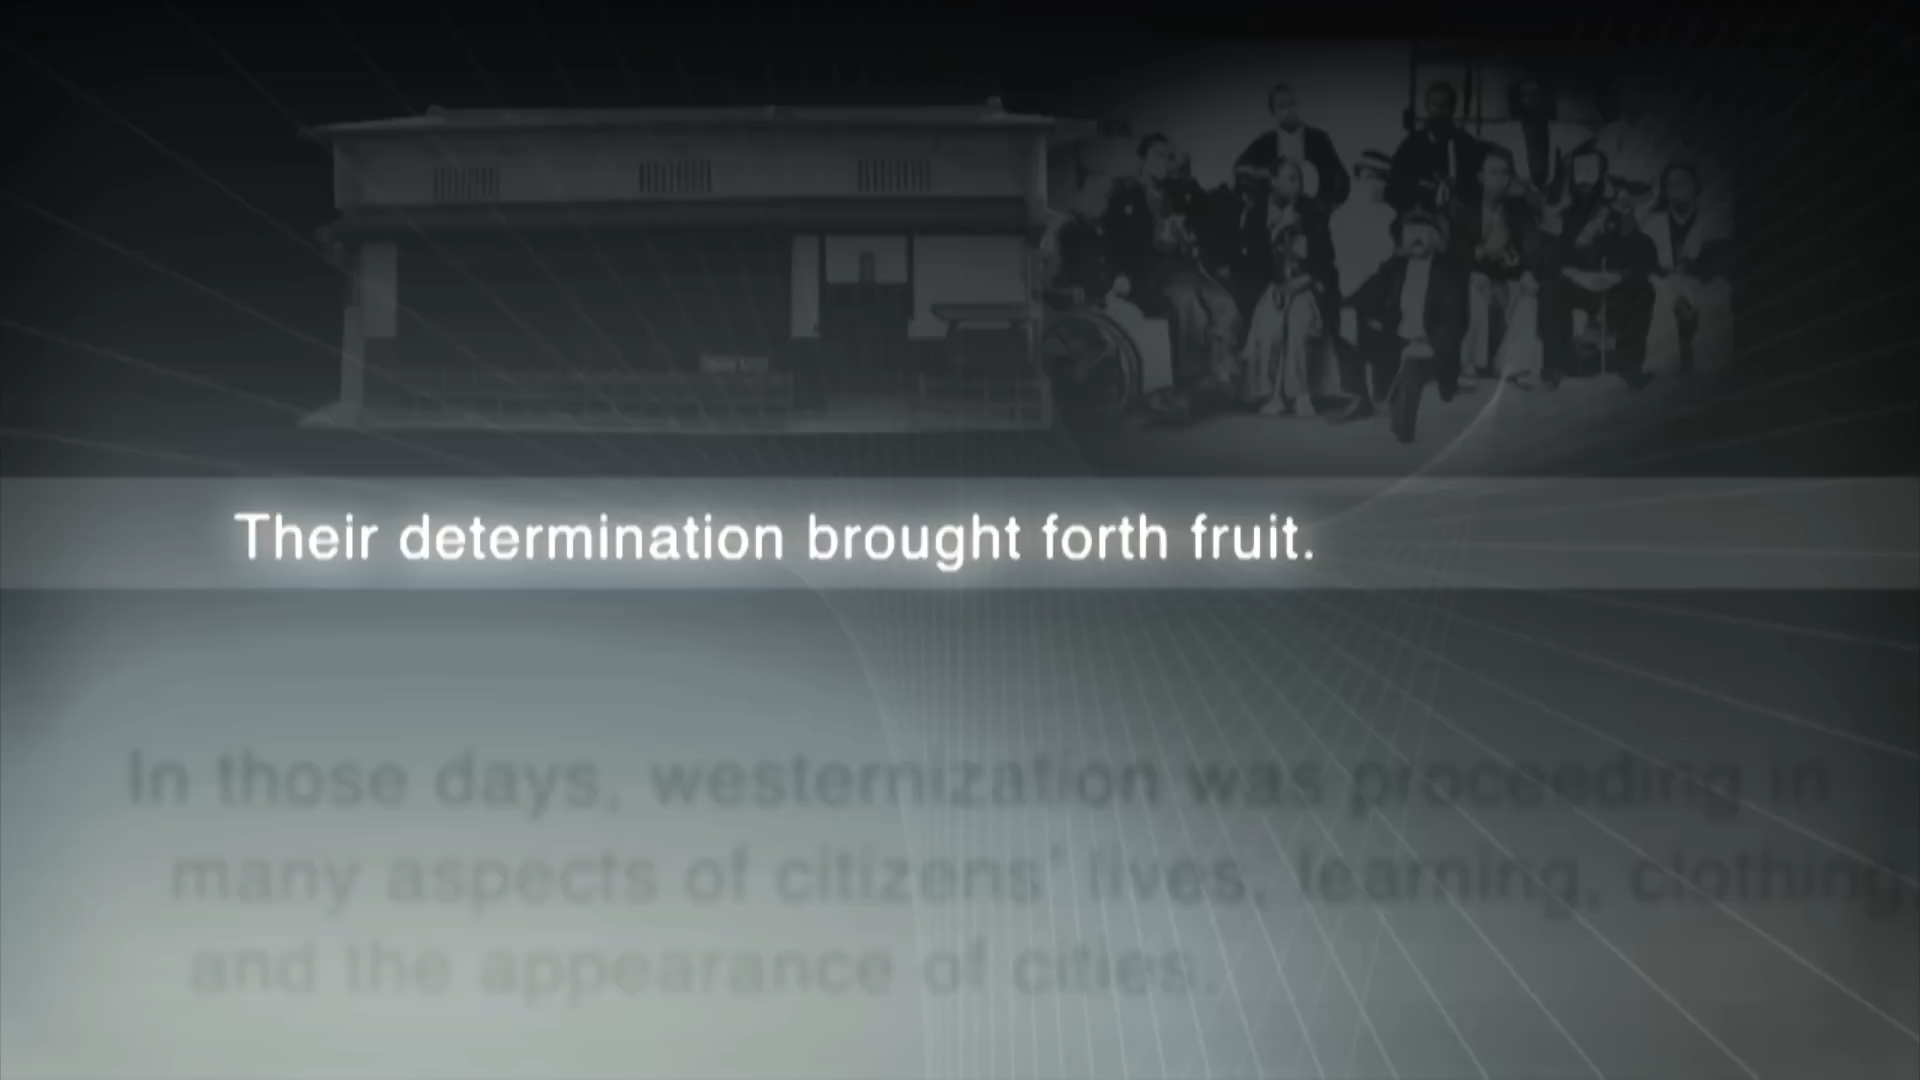 Their determination brought forth fruit.
In those days, westernization was proceeding in
many aspects of citizens' lives, learning, clothing,
and the appearance of cities.